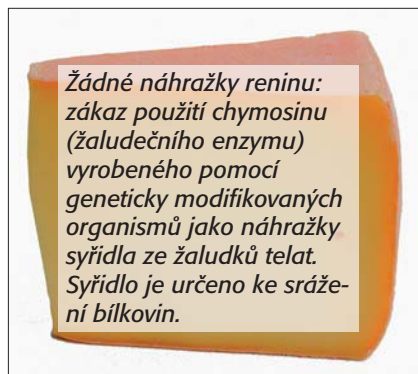 Žádné náhražky reninu:
zákaz použití chymosinu
(žaludečního enzymu)
vyrobeného pomocí
geneticky modifikovaných
organismů jako náhražky
syřidla ze žaludků telat.
Syřidlo je určeno ke sráže-
ní bílkovin.